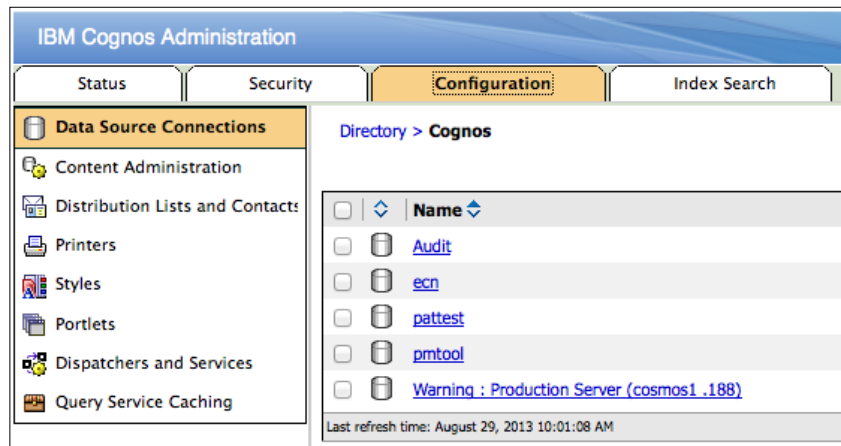 IBM Cognos Administration
Status Security Configuration Index Search
Data Source Connections
Content Administration
Distribution Lists and Contacts
Printers
Styles
Portlets
Dispatchers and Services
Query Service Caching
Directory > Cognos
Name
Audit
ecn
pattest
pmtool
Warning : Production Server (cosmos1 .188)
Last refresh time: August 29, 2013 10:01:08 AM